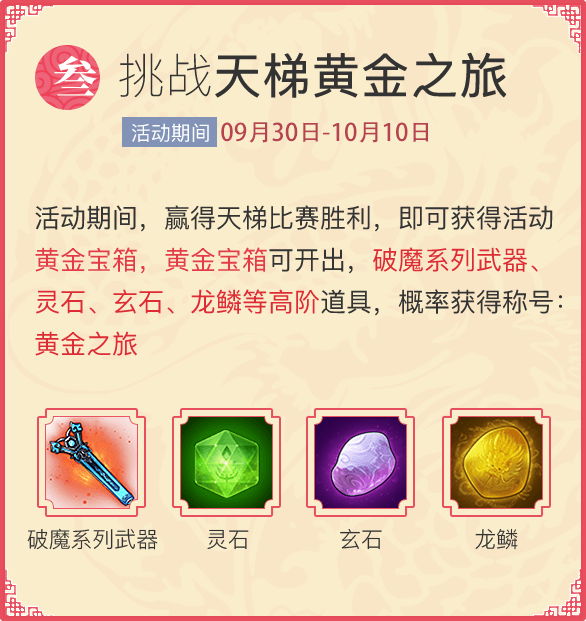 叁 挑战天梯黄金之旅
活动期间 09月30日-10月10日
活动期间，赢得天梯比赛胜利，即可获得活动
黄金宝箱，黄金宝箱可开出，破魔系列武器、
灵石、玄石、龙鳞等高阶道具，概率获得称号：
黄金之旅
破魔系列武器 灵石 玄石 龙鳞